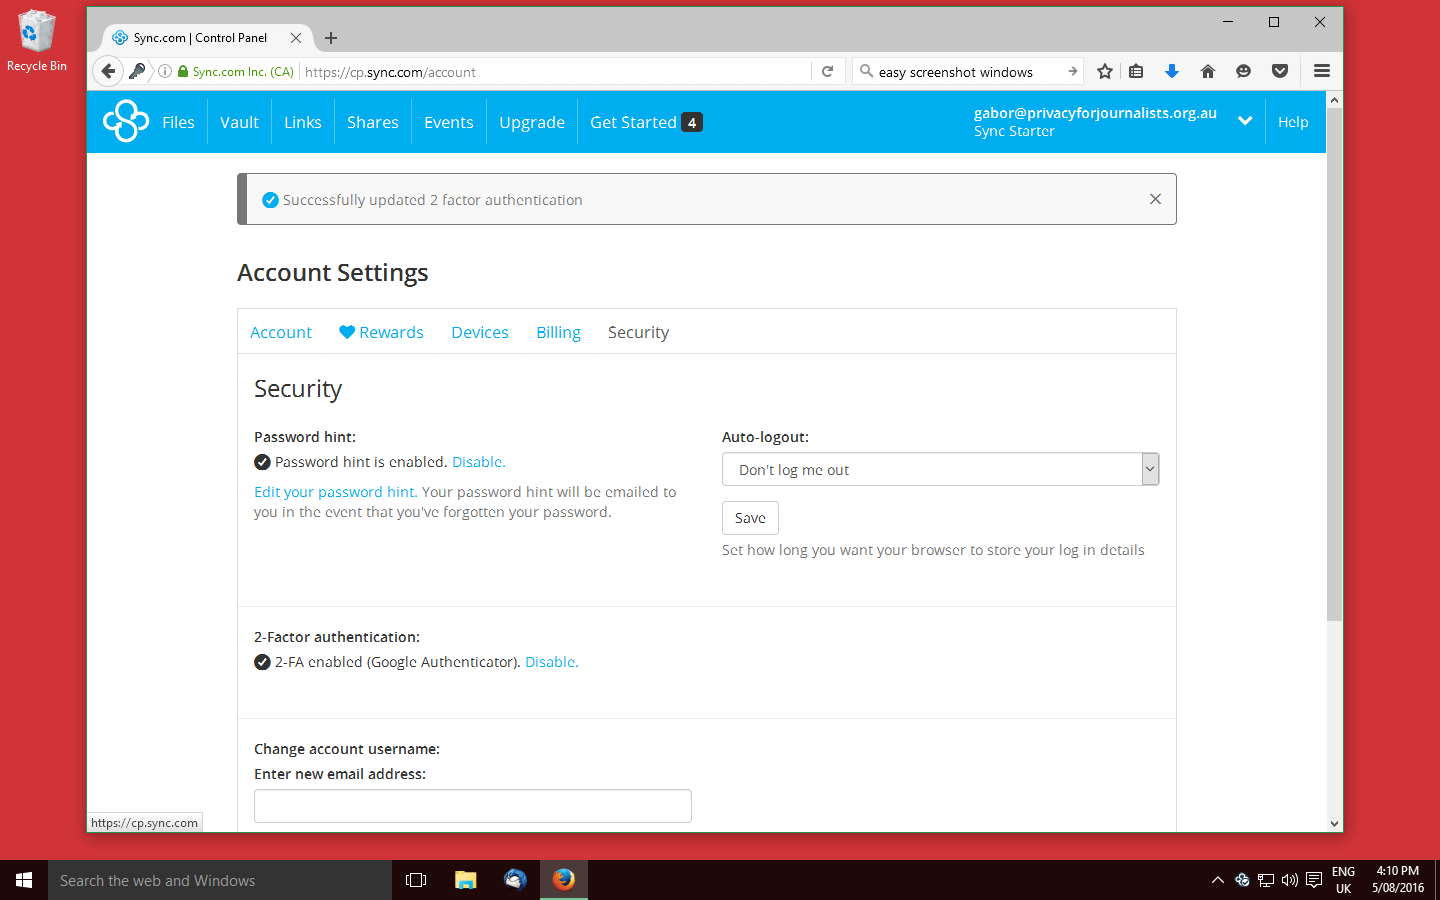 Recycle Bin
Sync.com | Control Panel
Sync.com Inc. (CA)
https://cp.sync.com/account
easy screenshot windows
Files
Vault
Links
Shares
Events
Upgrade
Get Started 4
gabor@privacyforjournalists.org.au
Sync Starter
Help
Successfully updated 2 factor authentication
Account Settings
Account
Rewards
Devices
Billing
Security
Security
Password hint:
Password hint is enabled. Disable.
Edit your password hint. Your password hint will be emailed to
you in the event that you've forgotten your password.
Auto-logout:
Don't log me out
Save
Set how long you want your browser to store your log in details
2-Factor authentication:
2-FA enabled (Google Authenticator). Disable.
Change account username:
Enter new email address:
https://cp.sync.com
Search the web and Windows
ENG
UK
4:10 PM
5/08/2016